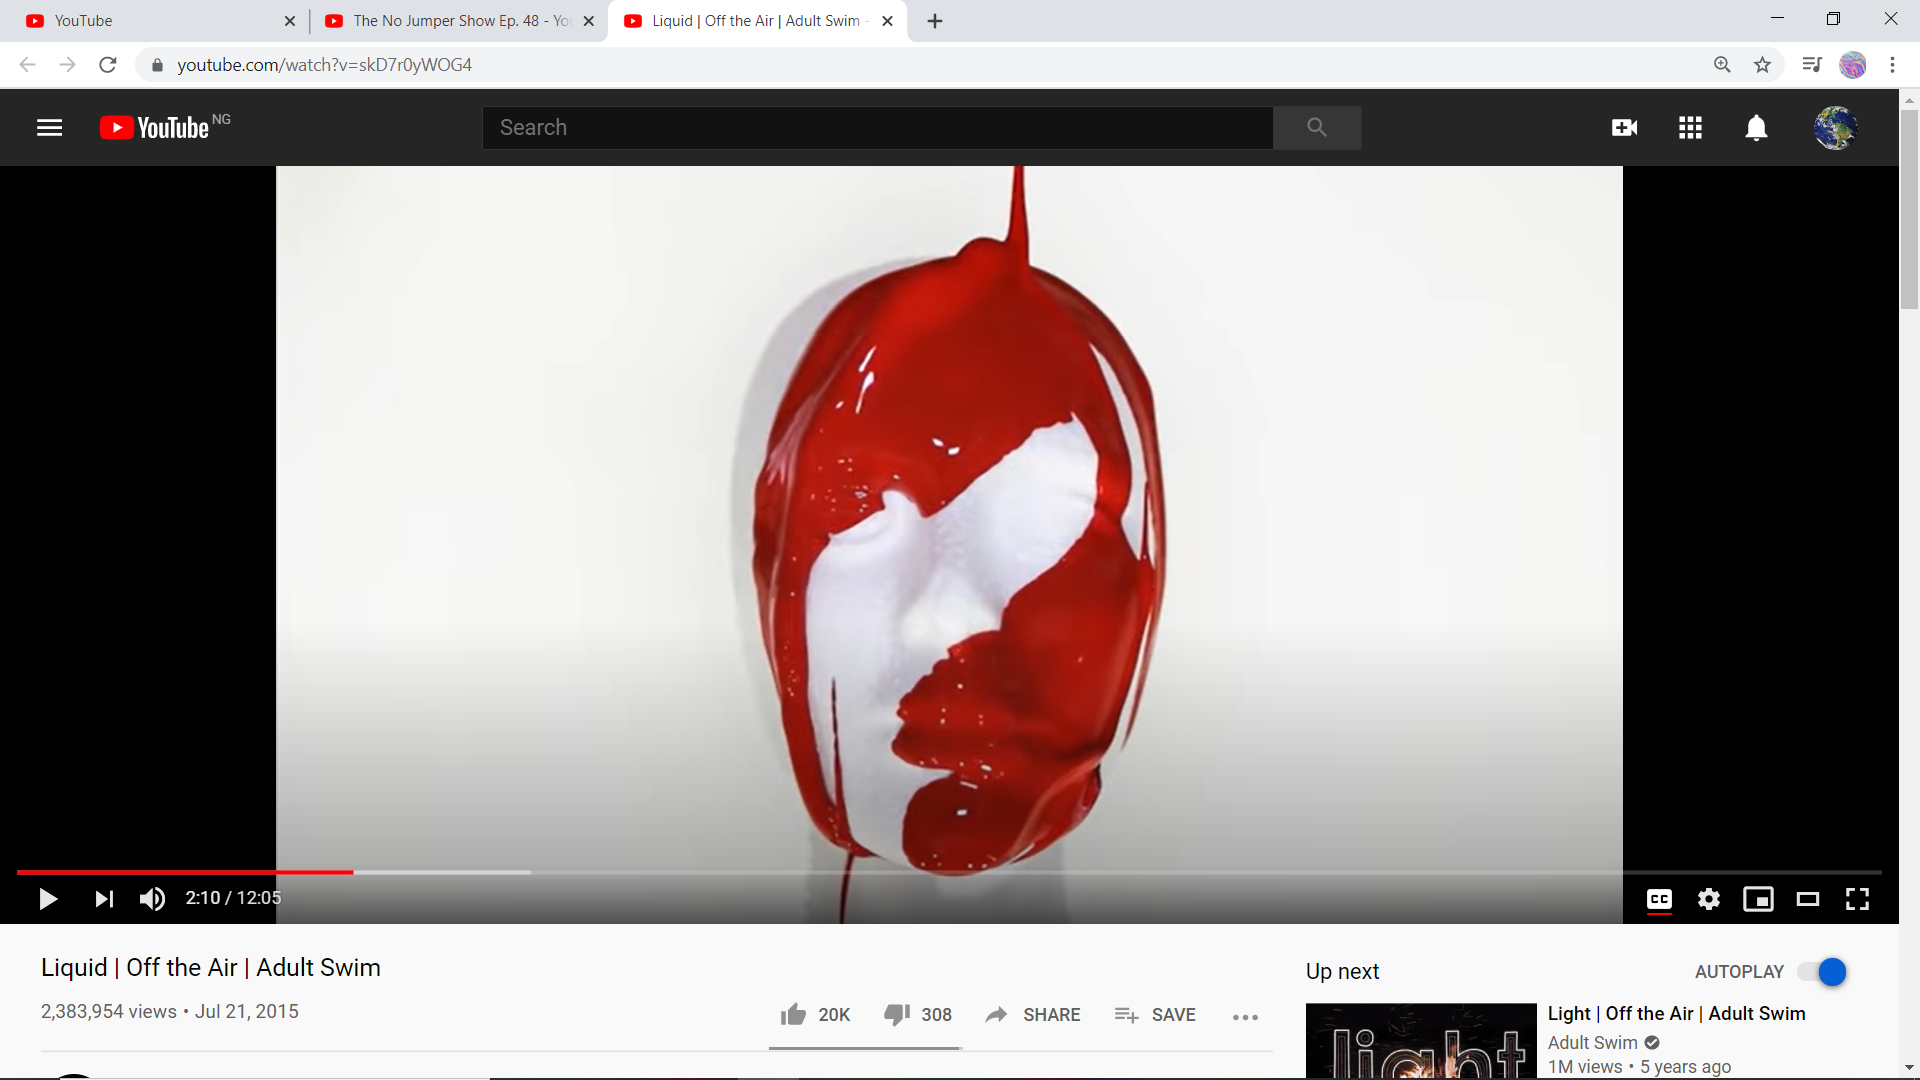 YouTube
The No Jumper Show Ep. 48 - Yo
Liquid | Off the Air | Adult Swim -
youtube.com/watch?v=skD7r0yWOG4
YouTube NG
Search
2:10 / 12:05
CC
Liquid | Off the Air | Adult Swim
2,383,954 views • Jul 21, 2015
20K
308
SHARE
SAVE
Up next
AUTOPLAY
light
Light | Off the Air | Adult Swim
Adult Swim
1M views • 5 years ago